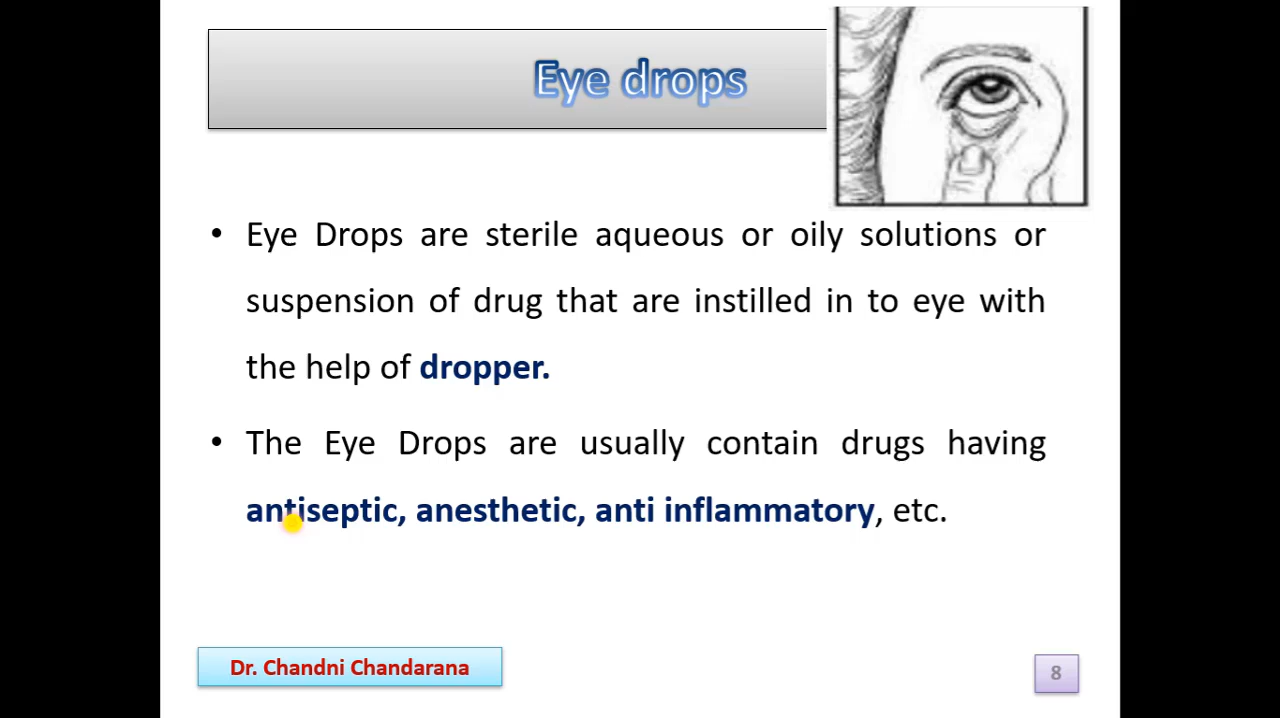 Eye drops
• Eye Drops are sterile aqueous or oily solutions or
suspension of drug that are instilled in to eye with
the help of dropper.
• The Eye Drops are usually contain drugs having
antiseptic, anesthetic, anti inflammatory, etc.
Dr. Chandni Chandarana
8